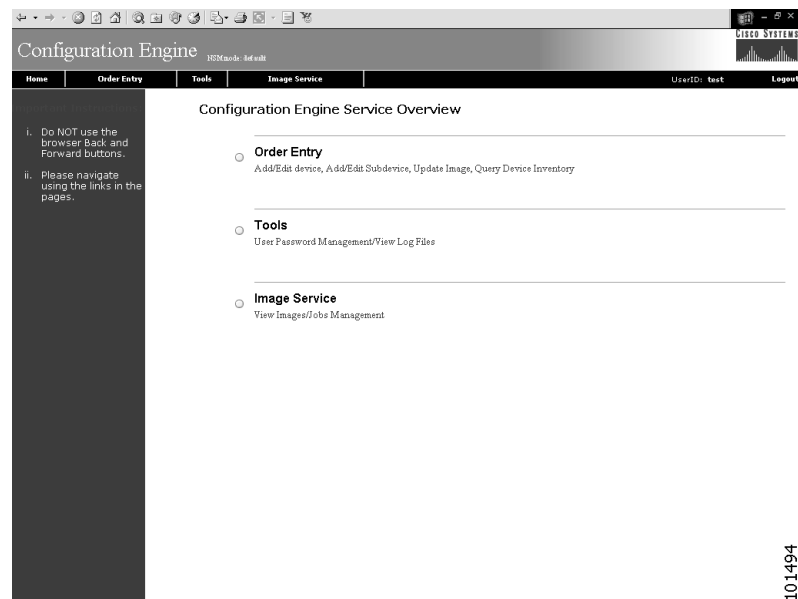 CISCO SYSTEMS
Configuration Engine NSM mode: default
Home Order Entry Tools Image Service UserID: test Logout
i. Do NOT use the
browser Back and
Forward buttons.
ii. Please navigate
using the links in the
pages.
Configuration Engine Service Overview
Order Entry
Add/Edit device, Add/Edit Subdevice, Update Image, Query Device Inventory
Tools
User Password Management/View Log Files
Image Service
View Images/Jobs Management
101494